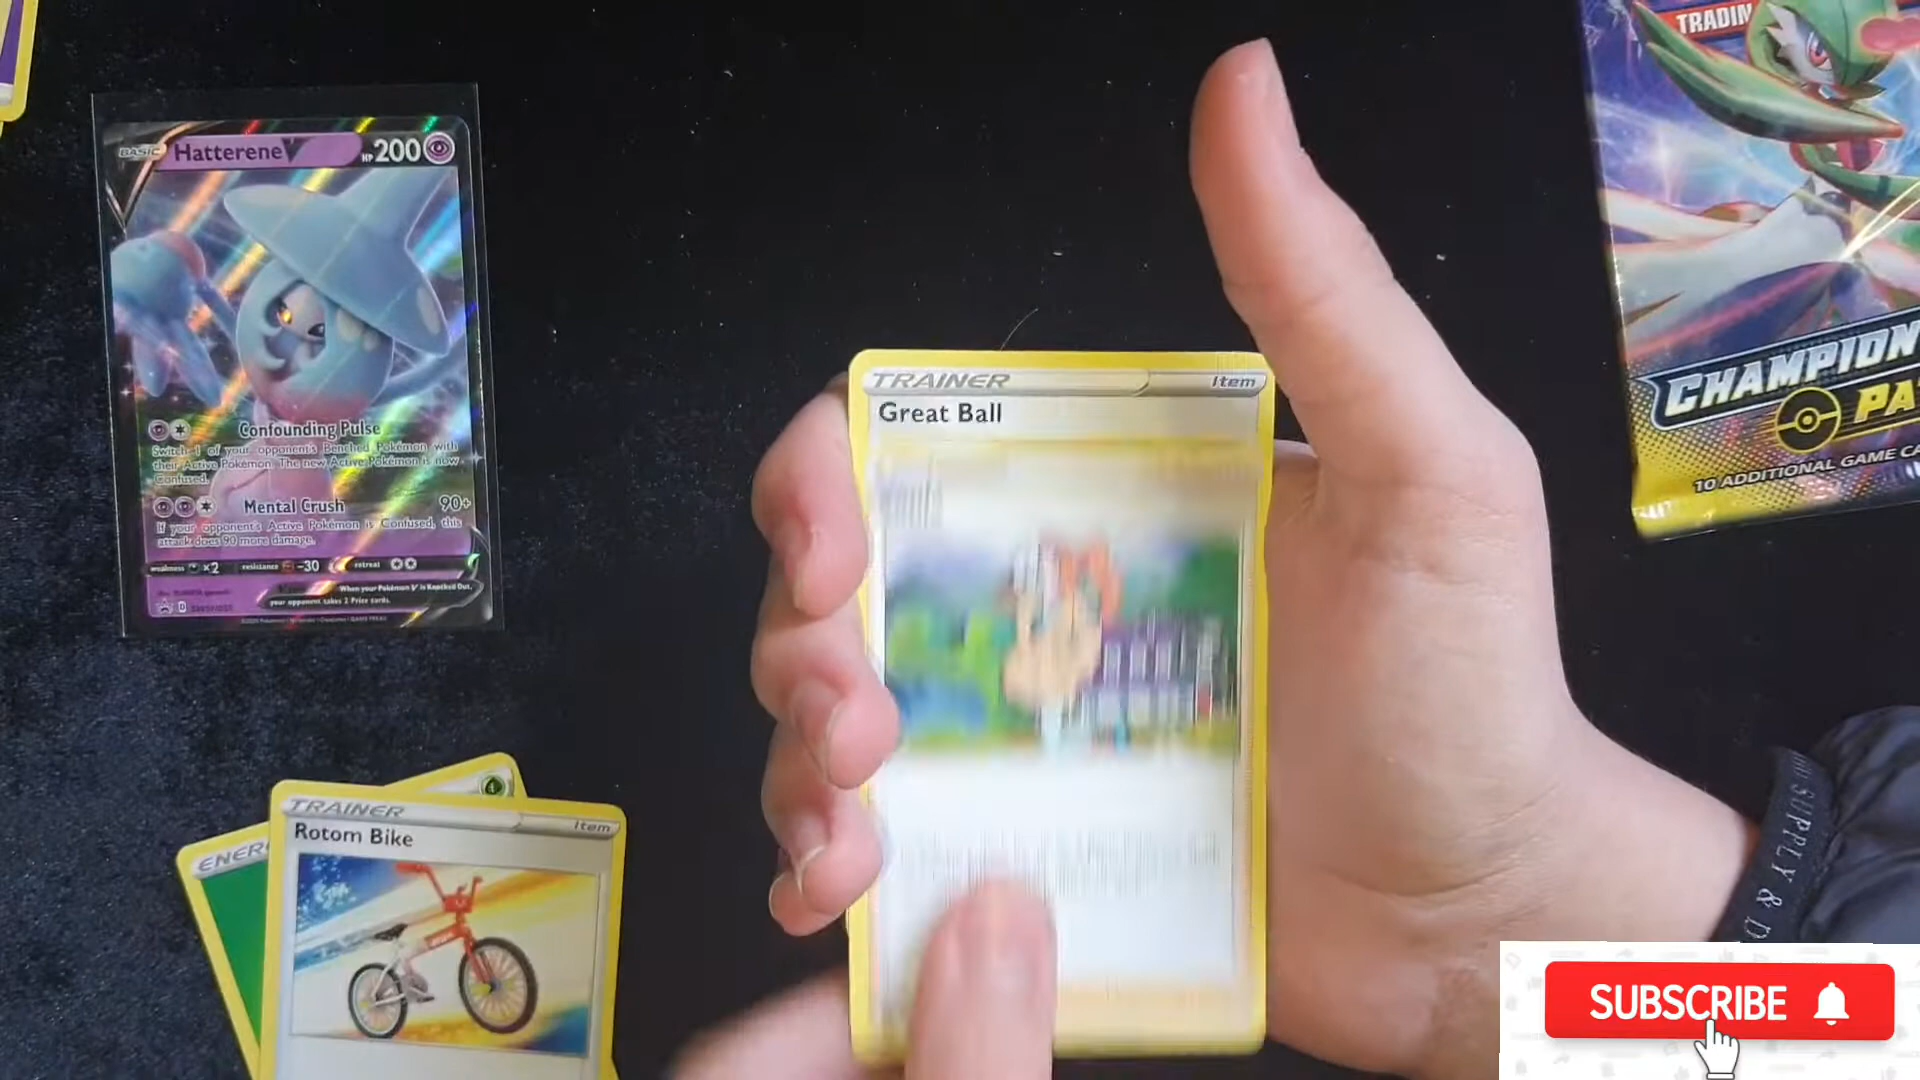 BASIC Hatterene V HP 200
Confounding Pulse
Switch 1 of your opponent's Benched Pokémon with
their Active Pokémon. The new Active Pokémon is now
Confused.
Mental Crush 90+
If your opponent's Active Pokémon is Confused, this
attack does 90 more damage.
weakness ×2 resistance -30 retreat
When your Pokémon V is Knocked Out,
your opponent takes 2 Prize cards.
TRAINER Item
Great Ball
TRADIN
CHAMPION
PA
10 ADDITIONAL GAME CA
ENER
TRAINER Item
Rotom Bike
SUPPLY & D
SUBSCRIBE